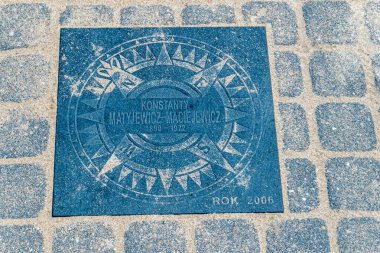 KONSTANTY
MATYJEWICZ-MACIEJEWICZ
1890 - 1972
ROK 2006